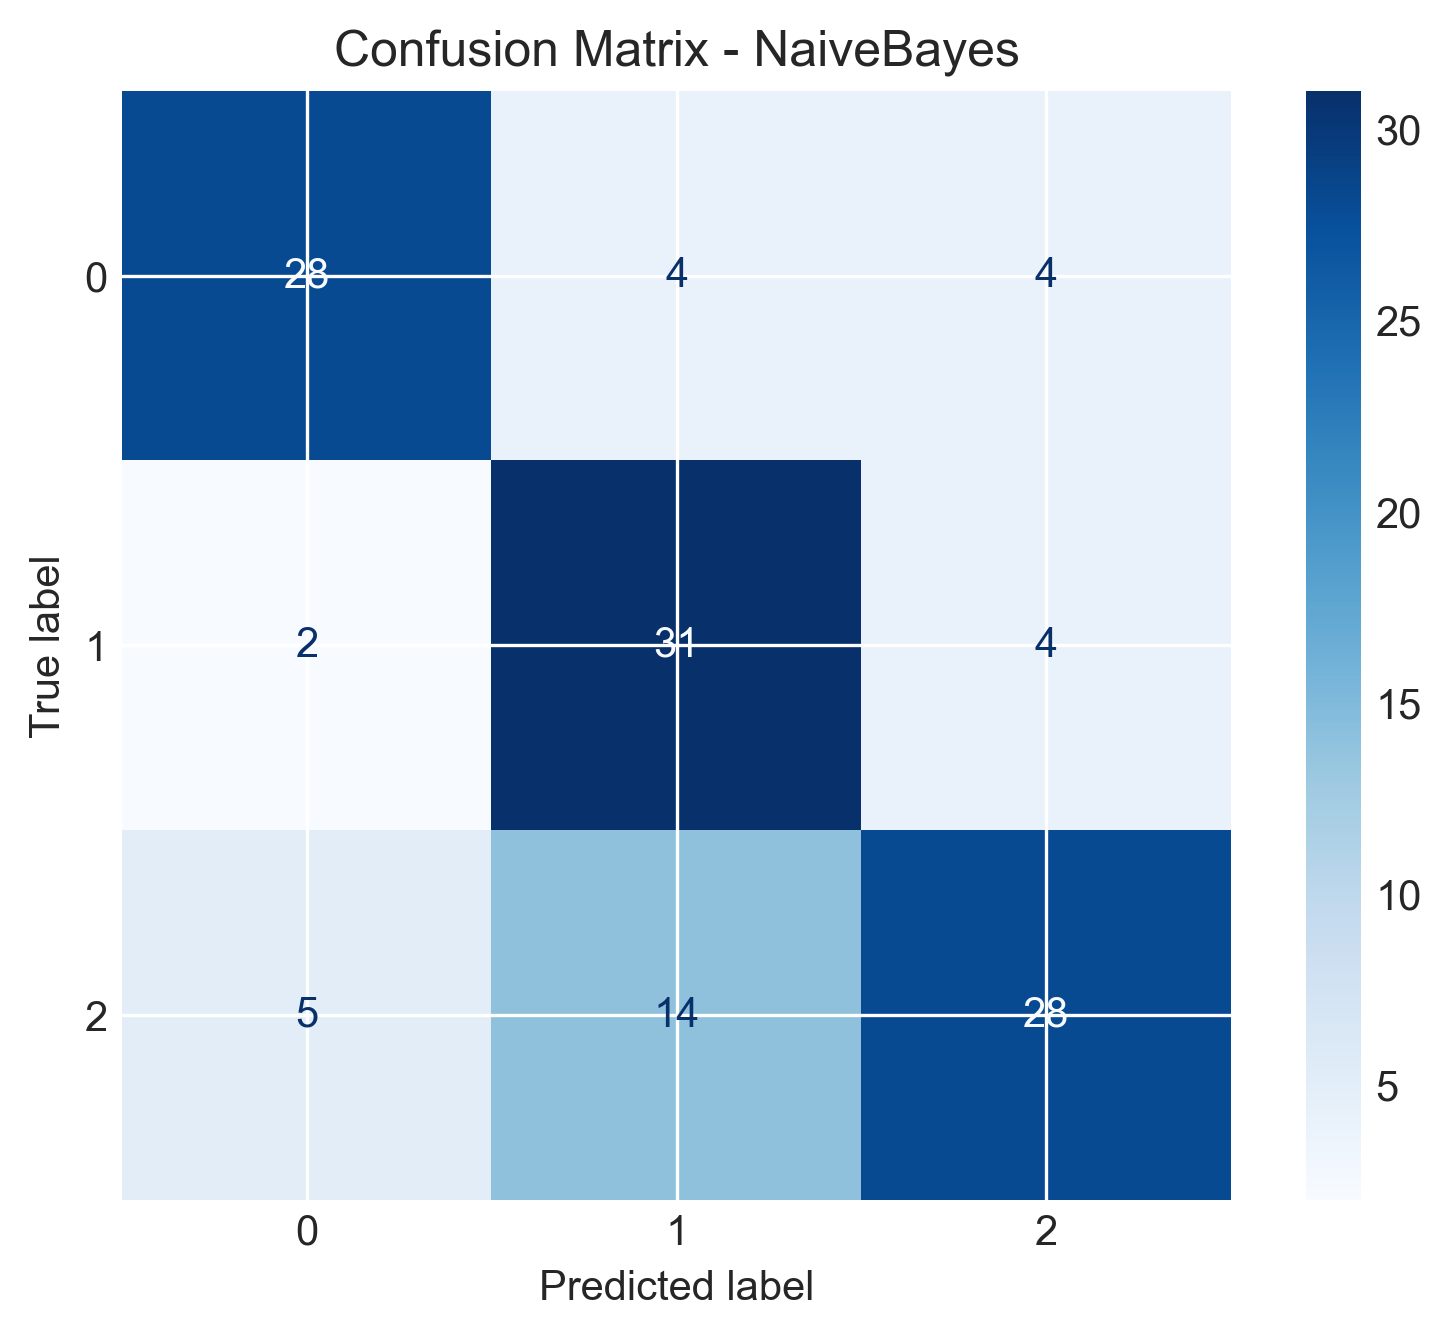 Confusion Matrix - NaiveBayes
30
0 28 4 4
25
20
True label
1 2 31 4
15
10
2 5 14 28
5
0 1 2
Predicted label